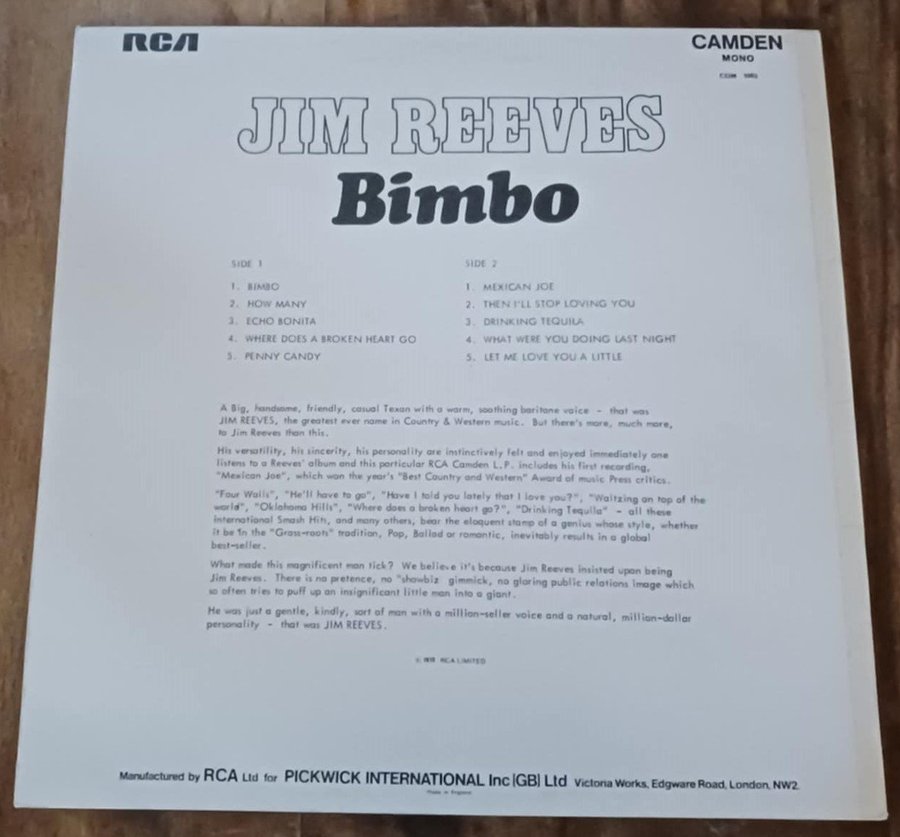 RCA
CAMDEN
MONO
JIM REEVES
Bimbo
SIDE 1
1. BIMBO
2. HOW MANY
3. ECHO BONITA
4. WHERE DOES A BROKEN HEART GO
5. PENNY CANDY
SIDE 2
1. MEXICAN JOE
2. THEN I'LL STOP LOVING YOU
3. DRINKING TEQUILA
4. WHAT WERE YOU DOING LAST NIGHT
5. LET ME LOVE YOU A LITTLE
A Big, handsome, friendly, casual Texan with a warm, soothing baritone voice - that was
JIM REEVES, the greatest ever name in Country & Western music. But there's more, much more,
to Jim Reeves than this.
His versatility, his sincerity, his personality are instinctively felt and enjoyed immediately one
listens to a Reeves' album and this particular RCA Camden L.P. includes his first recording,
"Mexican Joe", which won the year's "Best Country and Western" Award of music Press critics.
"Four Walls", "He'll have to go", "Have I told you lately that I love you?", "Waltzing on top of the
world", "Oklahoma Hills", "Where does a broken heart go?", "Drinking Tequila" - all these
international Smash Hits, and many others, bear the eloquent stamp of a genius whose style, whether
it be in the "Grass-roots" tradition, Pop, Ballad or romantic, inevitably results in a global
best-seller.
What made this magnificent man tick? We believe it's because Jim Reeves insisted upon being
Jim Reeves. There is no pretence, no "showbiz gimmick, no glaring public relations image which
so often tries to puff up an insignificant little man into a giant.
He was just a gentle, kindly, sort of man with a million-seller voice and a natural, million-dollar
personality - that was JIM REEVES.
RCA LIMITED
Manufactured by RCA Ltd for PICKWICK INTERNATIONAL Inc (GB) Ltd Victoria Works, Edgware Road, London, NW2.
Made in England